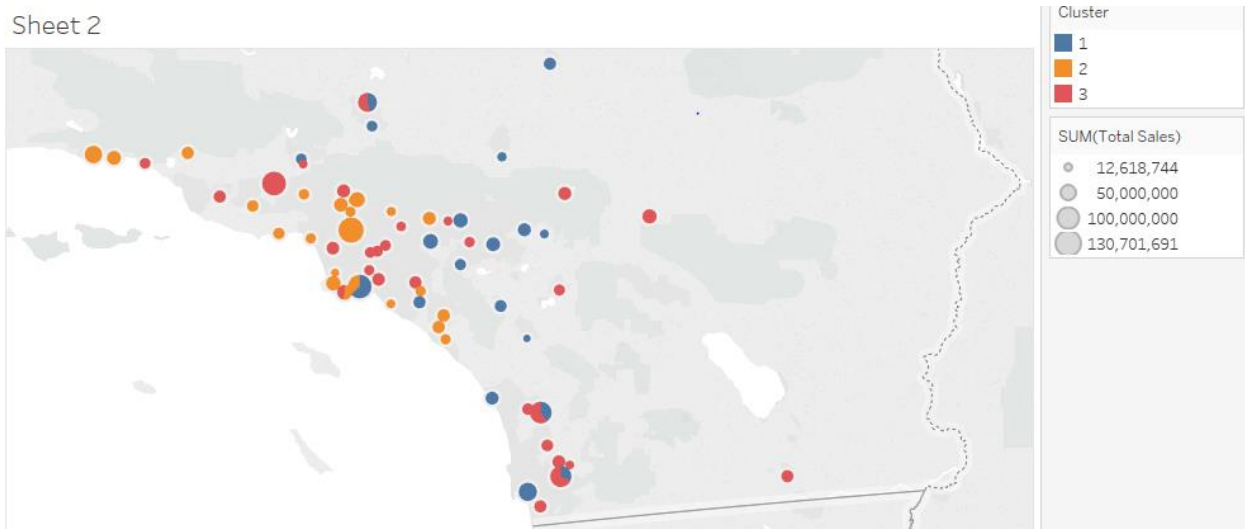 Sheet 2
Cluster
1
2
3
SUM(Total Sales)
12,618,744
50,000,000
100,000,000
130,701,691